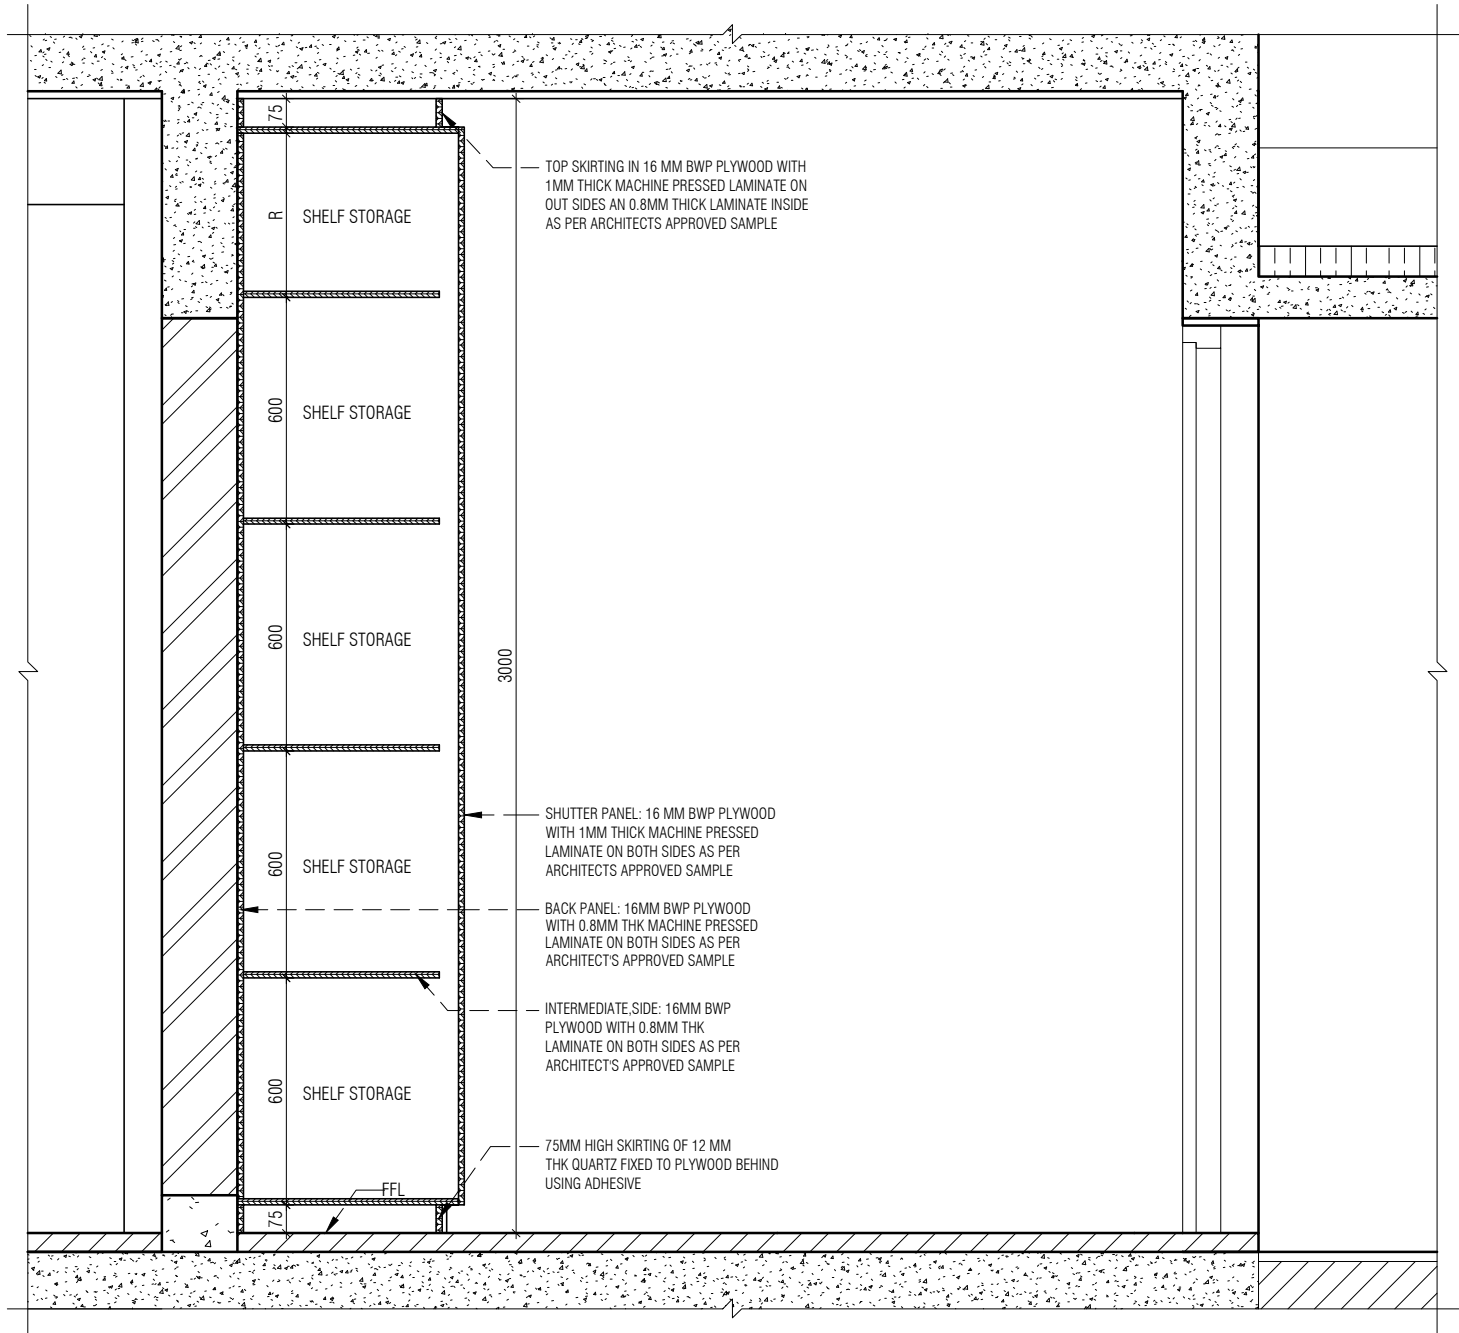 75
TOP SKIRTING IN 16 MM BWP PLYWOOD WITH
1MM THICK MACHINE PRESSED LAMINATE ON
OUT SIDES AN 0.8MM THICK LAMINATE INSIDE
AS PER ARCHITECTS APPROVED SAMPLE
R
SHELF STORAGE
600
SHELF STORAGE
600
SHELF STORAGE
3000
SHUTTER PANEL: 16 MM BWP PLYWOOD
WITH 1MM THICK MACHINE PRESSED
LAMINATE ON BOTH SIDES AS PER
ARCHITECTS APPROVED SAMPLE
600
SHELF STORAGE
BACK PANEL: 16MM BWP PLYWOOD
WITH 0.8MM THK MACHINE PRESSED
LAMINATE ON BOTH SIDES AS PER
ARCHITECT'S APPROVED SAMPLE
INTERMEDIATE,SIDE: 16MM BWP
PLYWOOD WITH 0.8MM THK
LAMINATE ON BOTH SIDES AS PER
ARCHITECT'S APPROVED SAMPLE
600
SHELF STORAGE
75MM HIGH SKIRTING OF 12 MM
THK QUARTZ FIXED TO PLYWOOD BEHIND
USING ADHESIVE
FFL
75